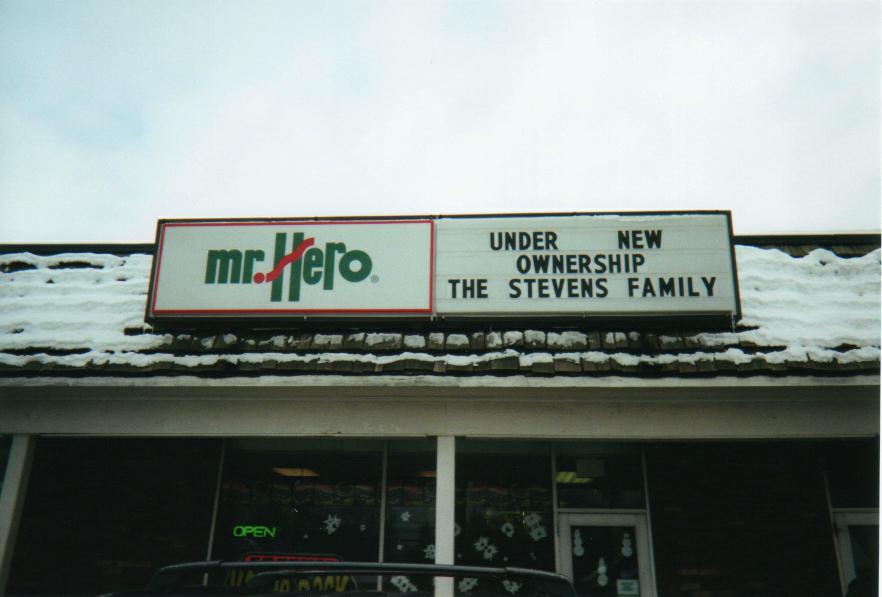 mr.Hero®
UNDER NEW
OWNERSHIP
THE STEVENS FAMILY
OPEN